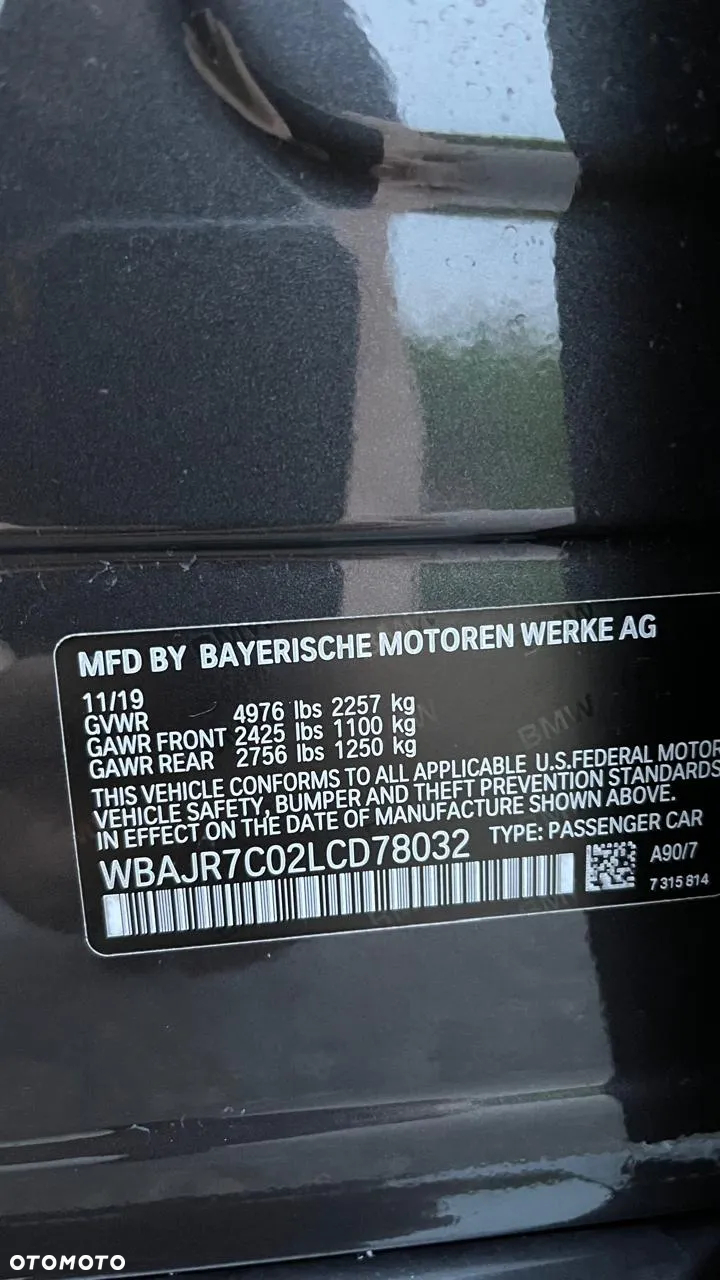 MFD BY BAYERISCHE MOTOREN WERKE AG
11/19
GVWR 4976 lbs 2257 kg
GAWR FRONT 2425 lbs 1100 kg
GAWR REAR 2756 lbs 1250 kg
THIS VEHICLE CONFORMS TO ALL APPLICABLE U.S.FEDERAL MOTOR
VEHICLE SAFETY, BUMPER AND THEFT PREVENTION STANDARDS
IN EFFECT ON THE DATE OF MANUFACTURE SHOWN ABOVE.
WBAJR7C02LCD78032 TYPE: PASSENGER CAR
A90/7
7 315 814
BMW
OTOMOTO